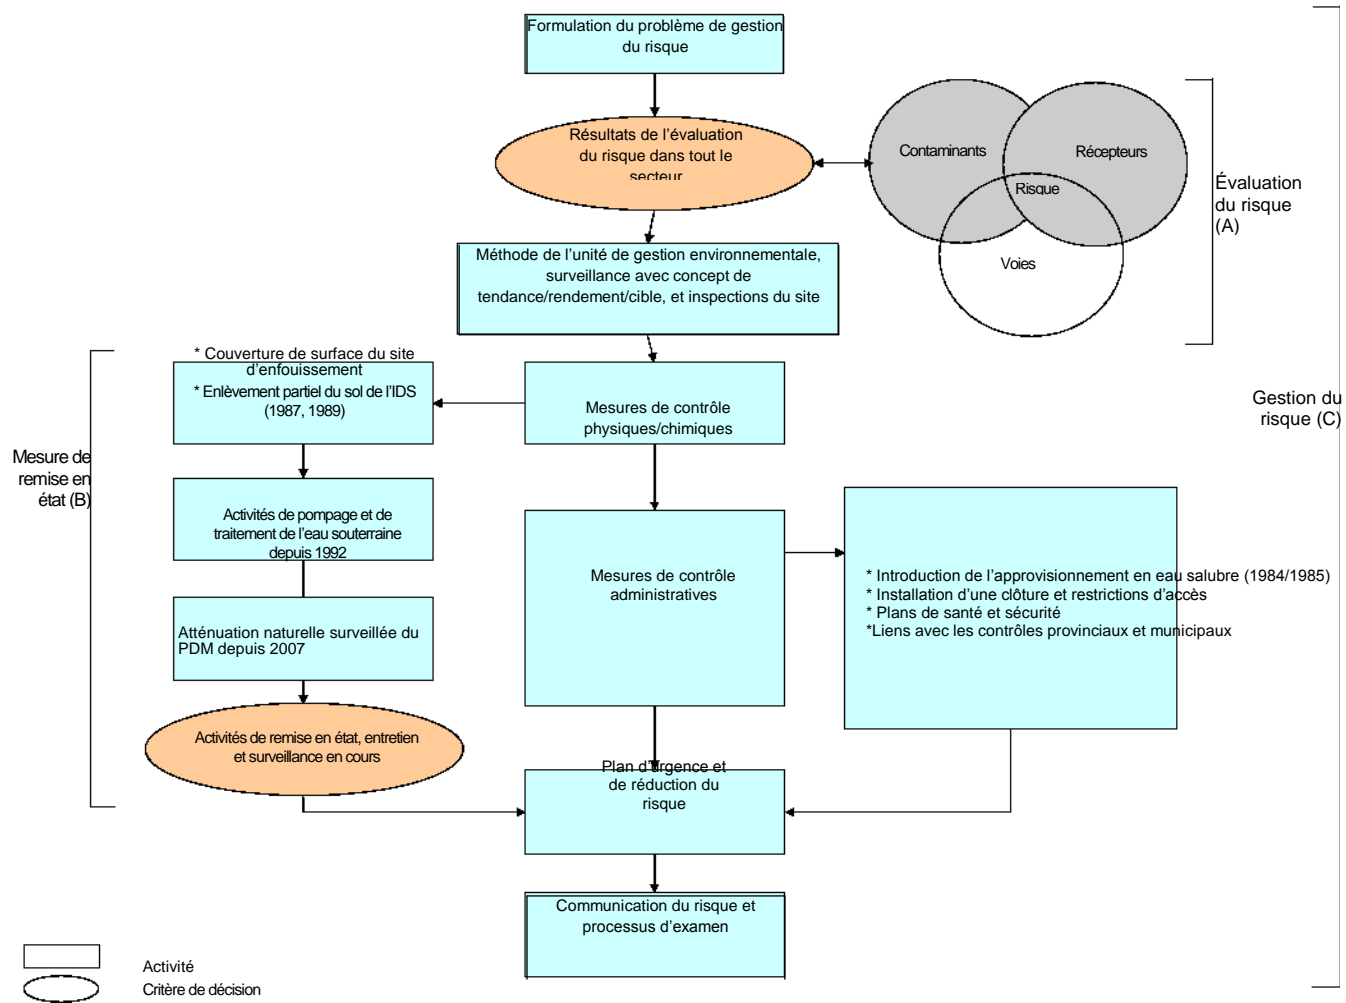 Formulation du problème de gestion
du risque
Résultats de l'évaluation
du risque dans tout le
secteur
Contaminants
Récepteurs
Risque
Voies
Évaluation
du risque
(A)
Méthode de l'unité de gestion environnementale,
surveillance avec concept de
tendance/rendement/cible, et inspections du site
* Couverture de surface du site
d'enfouissement
* Enlèvement partiel du sol de l'IDS
(1987, 1989)
Mesures de contrôle
physiques/chimiques
Gestion du
risque (C)
Mesure de
remise en
état (B)
Activités de pompage et de
traitement de l'eau souterraine
depuis 1992
Mesures de contrôle
administratives
* Introduction de l'approvisionnement en eau salubre (1984/1985)
* Installation d'une clôture et restrictions d'accès
* Plans de santé et sécurité
*Liens avec les contrôles provinciaux et municipaux
Atténuation naturelle surveillée du
PDM depuis 2007
Activités de remise en état, entretien
et surveillance en cours
Plan d'urgence et
de réduction du
risque
Communication du risque et
processus d'examen
Activité
Critère de décision